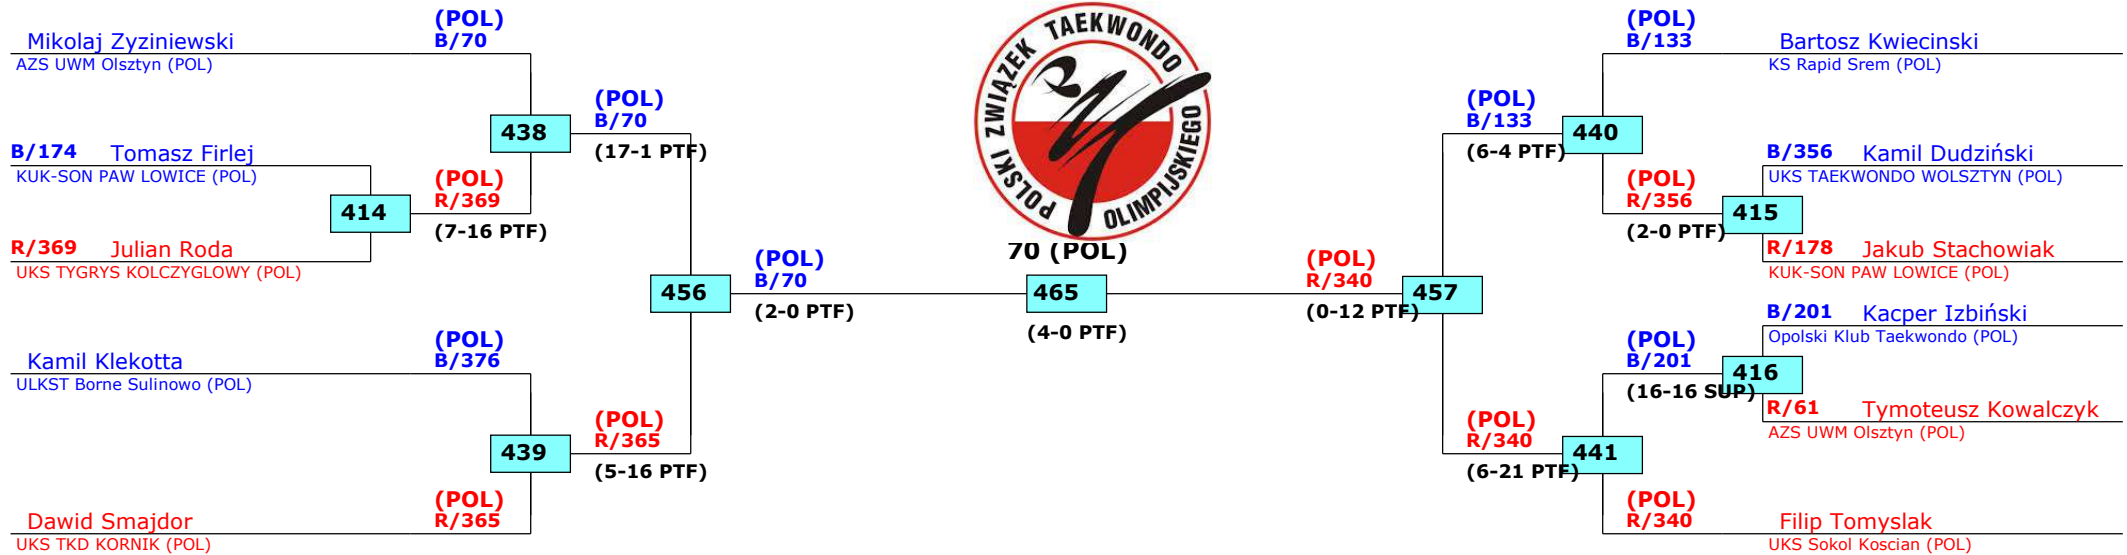 (POL)
Mikolaj Zyziniewski B/70
AZS UWM Olsztyn (POL)
(POL)
B/70
438
(17-1 PTF)
B/174 Tomasz Firlej
KUK-SON PAW LOWICE (POL)
(POL)
R/369
414
(7-16 PTF)
R/369 Julian Roda
UKS TYGRYS KOLCZYGLOWY (POL)
(POL)
B/70
456
(2-0 PTF)
(POL)
Kamil Klekotta B/376
ULKST Borne Sulinowo (POL)
(POL)
R/365
439
(5-16 PTF)
(POL)
Dawid Smajdor R/365
UKS TKD KORNIK (POL)
POLSKI ZWIĄZEK TAEKWONDO OLIMPIJSKIEGO
70 (POL)
465
(4-0 PTF)
(POL)
B/133 Bartosz Kwiecinski
KS Rapid Srem (POL)
(POL)
B/133
440
(6-4 PTF)
B/356 Kamil Dudziński
UKS TAEKWONDO WOLSZTYN (POL)
(POL)
R/356
415
(2-0 PTF)
R/178 Jakub Stachowiak
KUK-SON PAW LOWICE (POL)
(POL)
R/340
457
(0-12 PTF)
B/201 Kacper Izbiński
Opolski Klub Taekwondo (POL)
(POL)
B/201
416
(16-16 SUP)
R/61 Tymoteusz Kowalczyk
AZS UWM Olsztyn (POL)
(POL)
R/340
441
(6-21 PTF)
(POL)
R/340 Filip Tomyslak
UKS Sokol Koscian (POL)